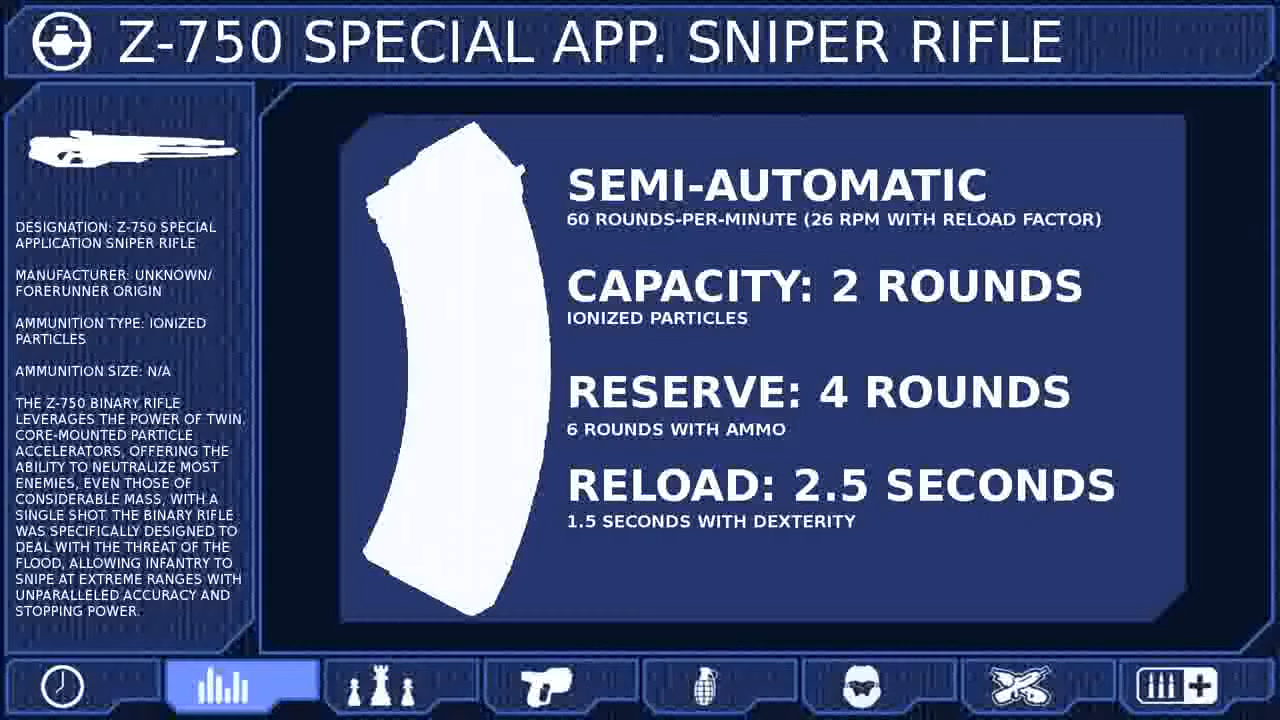 Z-750 SPECIAL APP. SNIPER RIFLE
DESIGNATION: Z-750 SPECIAL
APPLICATION SNIPER RIFLE
MANUFACTURER: UNKNOWN/
FORERUNNER ORIGIN
AMMUNITION TYPE: IONIZED
PARTICLES
AMMUNITION SIZE: N/A
THE Z-750 BINARY RIFLE
LEVERAGES THE POWER OF TWIN,
CORE-MOUNTED PARTICLE
ACCELERATORS, OFFERING THE
ABILITY TO NEUTRALIZE MOST
ENEMIES, EVEN THOSE OF
CONSIDERABLE MASS, WITH A
SINGLE SHOT. THE BINARY RIFLE
WAS SPECIFICALLY DESIGNED TO
DEAL WITH THE THREAT OF THE
FLOOD, ALLOWING INFANTRY TO
SNIPE AT EXTREME RANGES WITH
UNPARALLELED ACCURACY AND
STOPPING POWER.
SEMI-AUTOMATIC
60 ROUNDS-PER-MINUTE (26 RPM WITH RELOAD FACTOR)
CAPACITY: 2 ROUNDS
IONIZED PARTICLES
RESERVE: 4 ROUNDS
6 ROUNDS WITH AMMO
RELOAD: 2.5 SECONDS
1.5 SECONDS WITH DEXTERITY